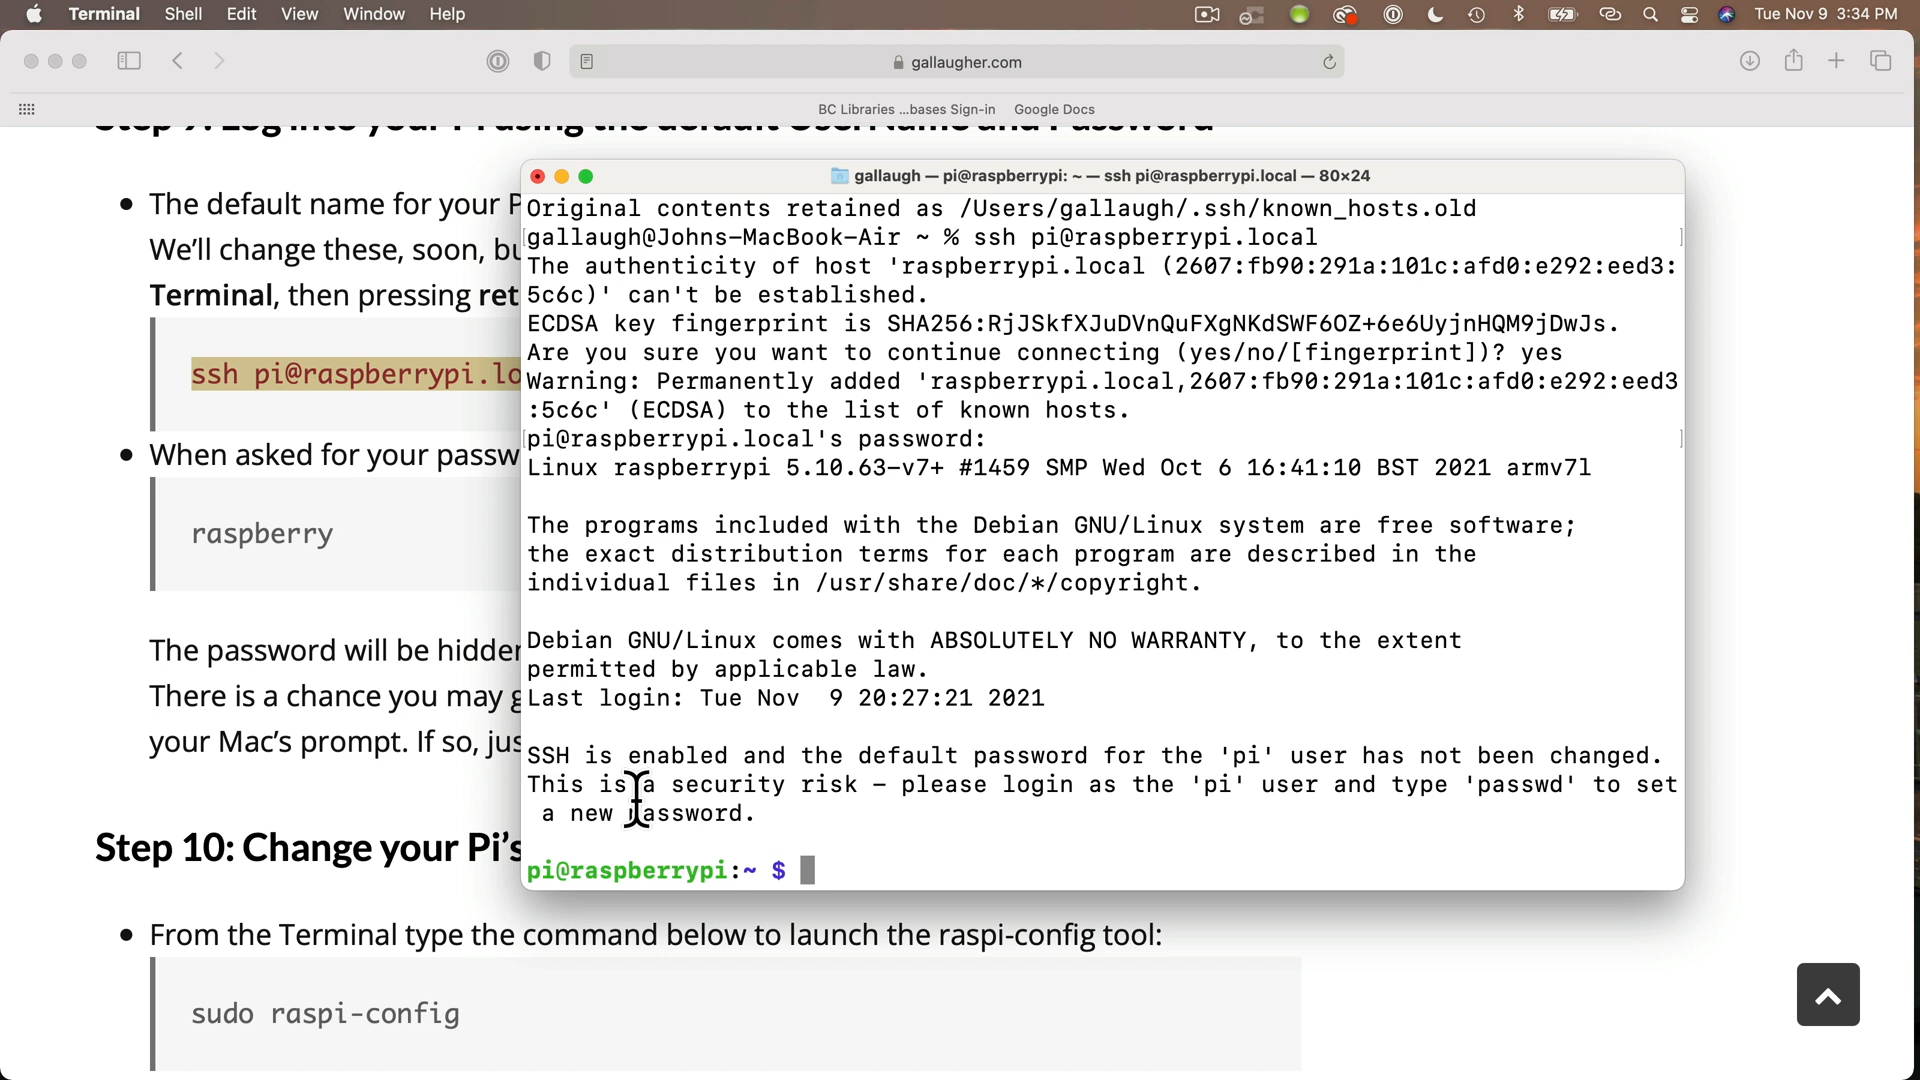 Terminal Shell Edit View Window Help Tue Nov 9 3:34 PM
gallaugher.com
BC Libraries ...bases Sign-in Google Docs
Step 9: Log into your Pi using the default UserName and Password
The default name for your P
We'll change these, soon, bu
Terminal, then pressing ret
ssh pi@raspberrypi.lo
When asked for your passw
raspberry
The password will be hidden
There is a chance you may g
your Mac's prompt. If so, jus
Step 10: Change your Pi's
From the Terminal type the command below to launch the raspi-config tool:
sudo raspi-config
gallaugh — pi@raspberrypi: ~ — ssh pi@raspberrypi.local — 80×24
Original contents retained as /Users/gallaugh/.ssh/known_hosts.old
gallaugh@Johns-MacBook-Air ~ % ssh pi@raspberrypi.local
The authenticity of host 'raspberrypi.local (2607:fb90:291a:101c:afd0:e292:eed3:
5c6c)' can't be established.
ECDSA key fingerprint is SHA256:RjJSkfXJuDVnQuFXgNKdSWF6OZ+6e6UyjnHQM9jDwJs.
Are you sure you want to continue connecting (yes/no/[fingerprint])? yes
Warning: Permanently added 'raspberrypi.local,2607:fb90:291a:101c:afd0:e292:eed3
:5c6c' (ECDSA) to the list of known hosts.
pi@raspberrypi.local's password:
Linux raspberrypi 5.10.63-v7+ #1459 SMP Wed Oct 6 16:41:10 BST 2021 armv7l
The programs included with the Debian GNU/Linux system are free software;
the exact distribution terms for each program are described in the
individual files in /usr/share/doc/*/copyright.
Debian GNU/Linux comes with ABSOLUTELY NO WARRANTY, to the extent
permitted by applicable law.
Last login: Tue Nov  9 20:27:21 2021
SSH is enabled and the default password for the 'pi' user has not been changed.
This is a security risk - please login as the 'pi' user and type 'passwd' to set
a new password.
pi@raspberrypi:~ $